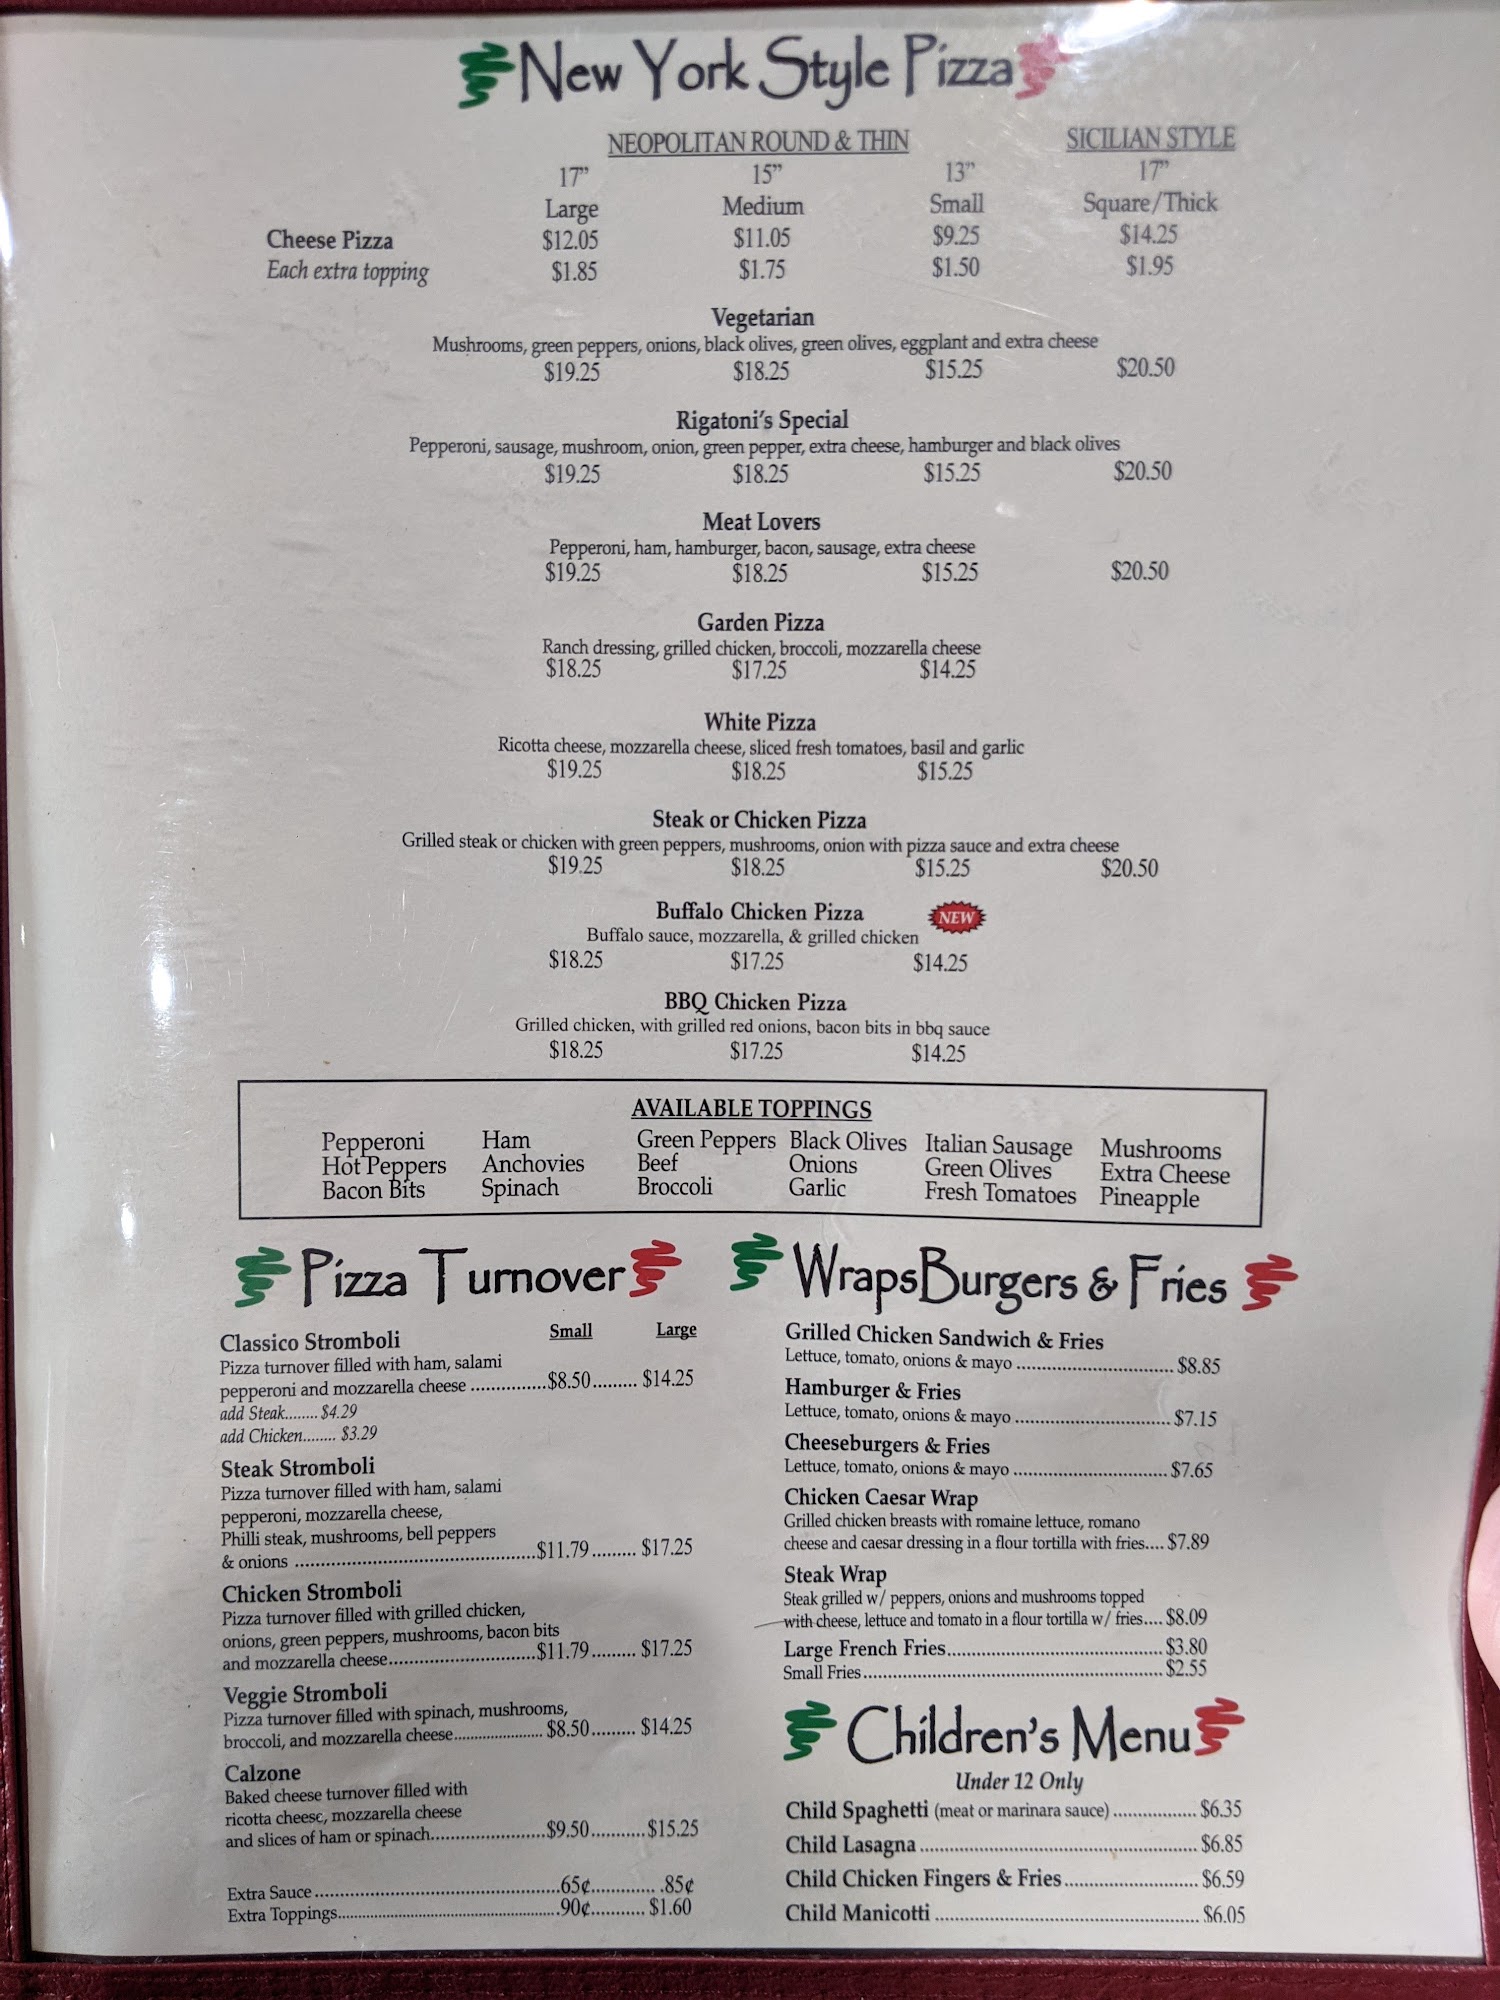 New York Style Pizza
NEOPOLITAN ROUND & THIN SICILIAN STYLE
17" 15" 13" 17"
Large Medium Small Square/Thick
Cheese Pizza $12.05 $11.05 $9.25 $14.25
Each extra topping $1.85 $1.75 $1.50 $1.95
Vegetarian
Mushrooms, green peppers, onions, black olives, green olives, eggplant and extra cheese
$19.25 $18.25 $15.25 $20.50
Rigatoni's Special
Pepperoni, sausage, mushroom, onion, green pepper, extra cheese, hamburger and black olives
$19.25 $18.25 $15.25 $20.50
Meat Lovers
Pepperoni, ham, hamburger, bacon, sausage, extra cheese
$19.25 $18.25 $15.25 $20.50
Garden Pizza
Ranch dressing, grilled chicken, broccoli, mozzarella cheese
$18.25 $17.25 $14.25
White Pizza
Ricotta cheese, mozzarella cheese, sliced fresh tomatoes, basil and garlic
$19.25 $18.25 $15.25
Steak or Chicken Pizza
Grilled steak or chicken with green peppers, mushrooms, onion with pizza sauce and extra cheese
$19.25 $18.25 $15.25 $20.50
Buffalo Chicken Pizza NEW
Buffalo sauce, mozzarella, & grilled chicken
$18.25 $17.25 $14.25
BBQ Chicken Pizza
Grilled chicken, with grilled red onions, bacon bits in bbq sauce
$18.25 $17.25 $14.25
AVAILABLE TOPPINGS
Pepperoni Ham Green Peppers Black Olives Italian Sausage Mushrooms
Hot Peppers Anchovies Beef Onions Green Olives Extra Cheese
Bacon Bits Spinach Broccoli Garlic Fresh Tomatoes Pineapple
Pizza Turnover
Small Large
Classico Stromboli
Pizza turnover filled with ham, salami
pepperoni and mozzarella cheese ...............$8.50......... $14.25
add Steak........ $4.29
add Chicken........ $3.29
Steak Stromboli
Pizza turnover filled with ham, salami
pepperoni, mozzarella cheese,
Philli steak, mushrooms, bell peppers
& onions ................................................$11.79......... $17.25
Chicken Stromboli
Pizza turnover filled with grilled chicken,
onions, green peppers, mushrooms, bacon bits
and mozzarella cheese.............................$11.79......... $17.25
Veggie Stromboli
Pizza turnover filled with spinach, mushrooms,
broccoli, and mozzarella cheese...................... $8.50......... $14.25
Calzone
Baked cheese turnover filled with
ricotta cheese, mozzarella cheese
and slices of ham or spinach.......................$9.50...........$15.25
Extra Sauce .................................................65¢............. .85¢
Extra Toppings..............................................90¢........... $1.60
WrapsBurgers & Fries
Grilled Chicken Sandwich & Fries
Lettuce, tomato, onions & mayo ............................... $8.85
Hamburger & Fries
Lettuce, tomato, onions & mayo ............................... $7.15
Cheeseburgers & Fries
Lettuce, tomato, onions & mayo ............................... $7.65
Chicken Caesar Wrap
Grilled chicken breasts with romaine lettuce, romano
cheese and caesar dressing in a flour tortilla with fries.... $7.89
Steak Wrap
Steak grilled w/ peppers, onions and mushrooms topped
with cheese, lettuce and tomato in a flour tortilla w/ fries.... $8.09
Large French Fries........................................... $3.80
Small Fries............................................................ $2.55
Children's Menu
Under 12 Only
Child Spaghetti (meat or marinara sauce) ................. $6.35
Child Lasagna ........................................................ $6.85
Child Chicken Fingers & Fries........................... $6.59
Child Manicotti ..................................................... $6.05